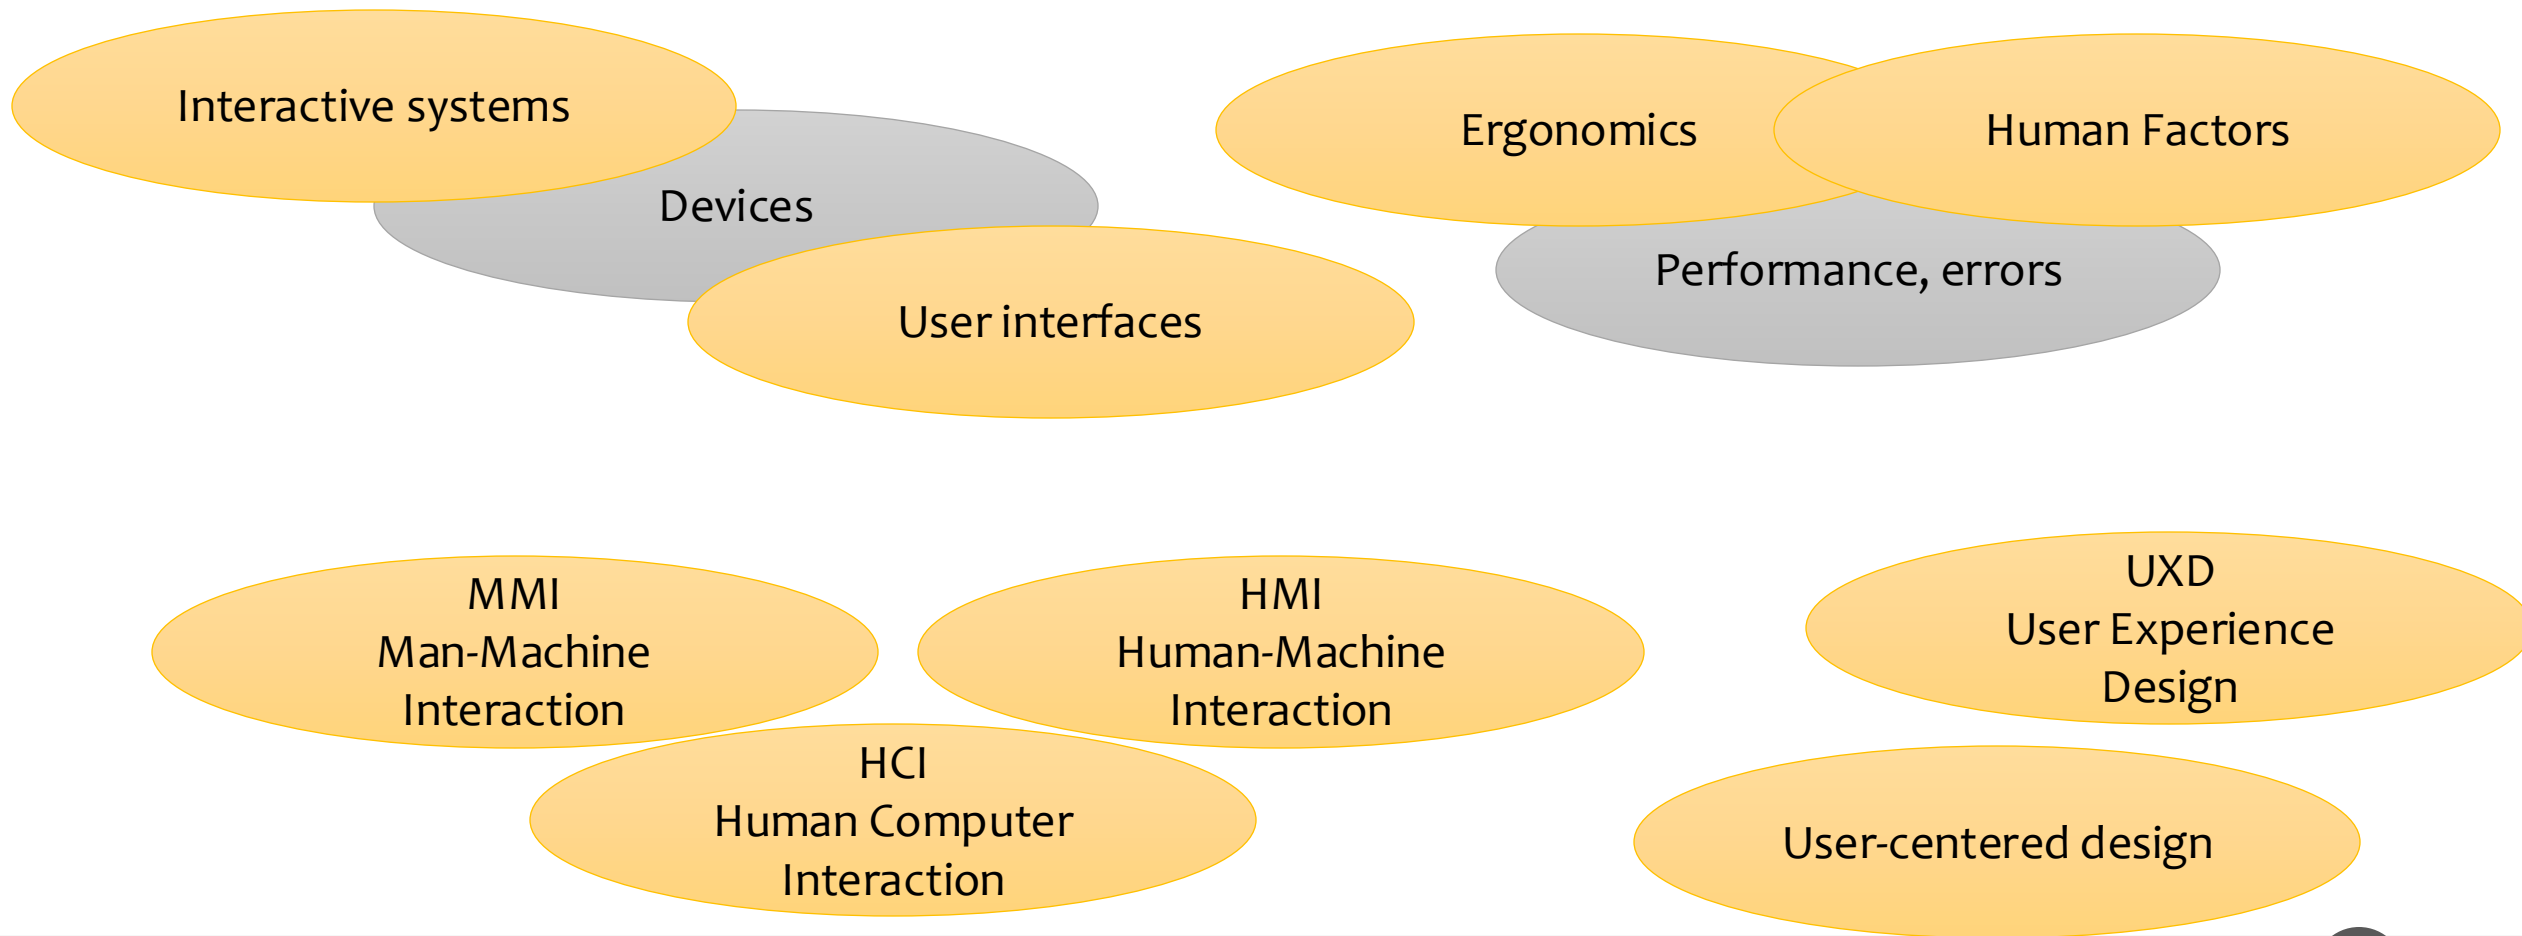 Interactive systems
Devices
User interfaces
Ergonomics
Human Factors
Performance, errors
MMI
Man-Machine
Interaction
HMI
Human-Machine
Interaction
HCI
Human Computer
Interaction
UXD
User Experience
Design
User-centered design